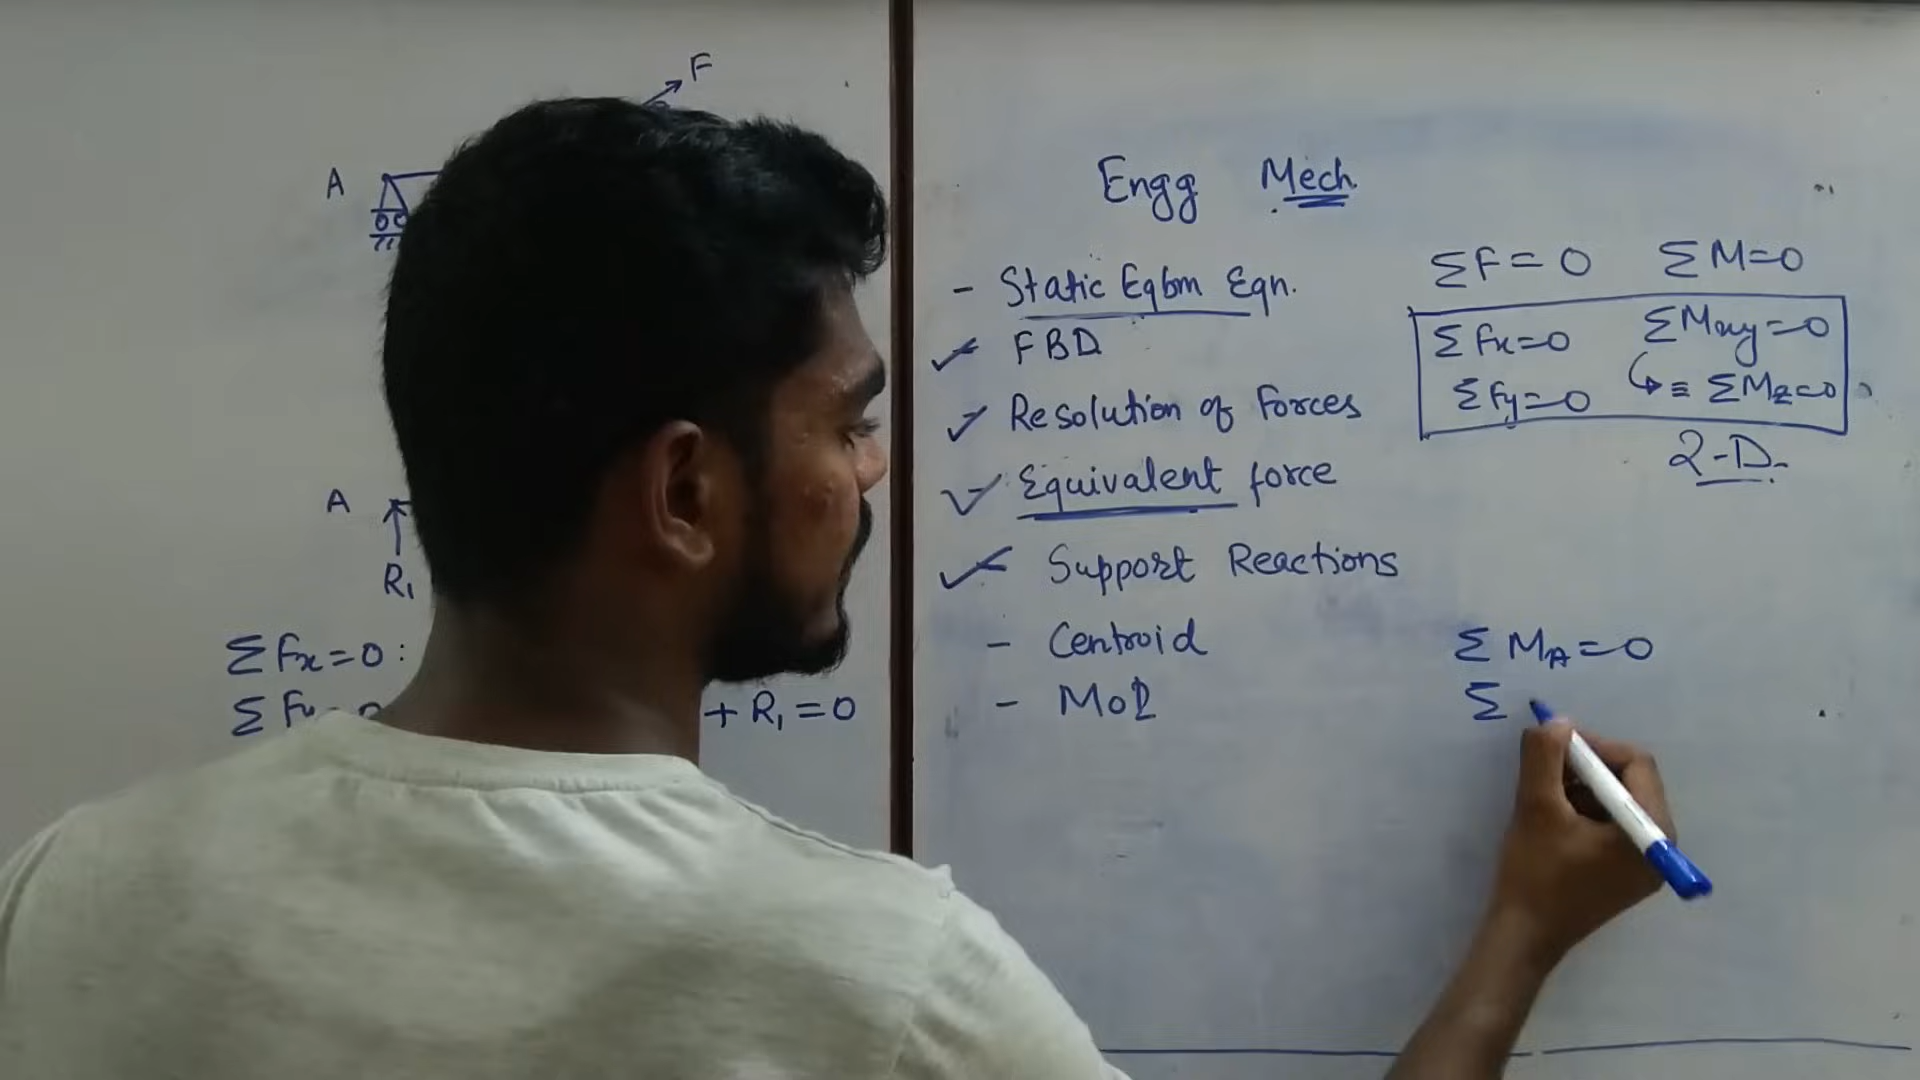 F
A
A
R₁
ΣFx=0:
ΣFy=0
+ R₁=0
Engg Mech.
- Static Eqbm Eqn.
✓ FBD
✓ Resolution of Forces
✓ Equivalent force
✓ Support Reactions
- Centroid
- MoI
ΣF=0 ΣM=0
ΣFx=0 ΣMxy=0
ΣFy=0 ↳≡ ΣMz=0
2-D.
ΣM_A=0
Σ